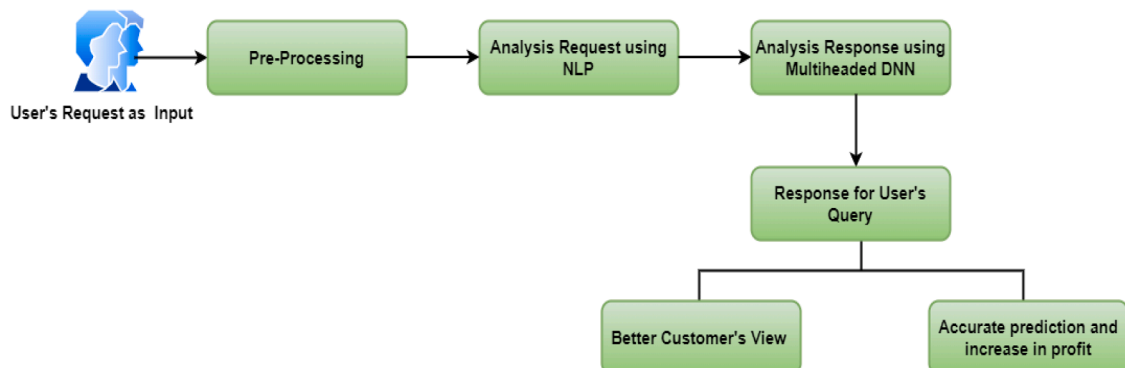 User's Request as Input
Pre-Processing
Analysis Request using
NLP
Analysis Response using
Multiheaded DNN
Response for User's
Query
Better Customer's View
Accurate prediction and
increase in profit